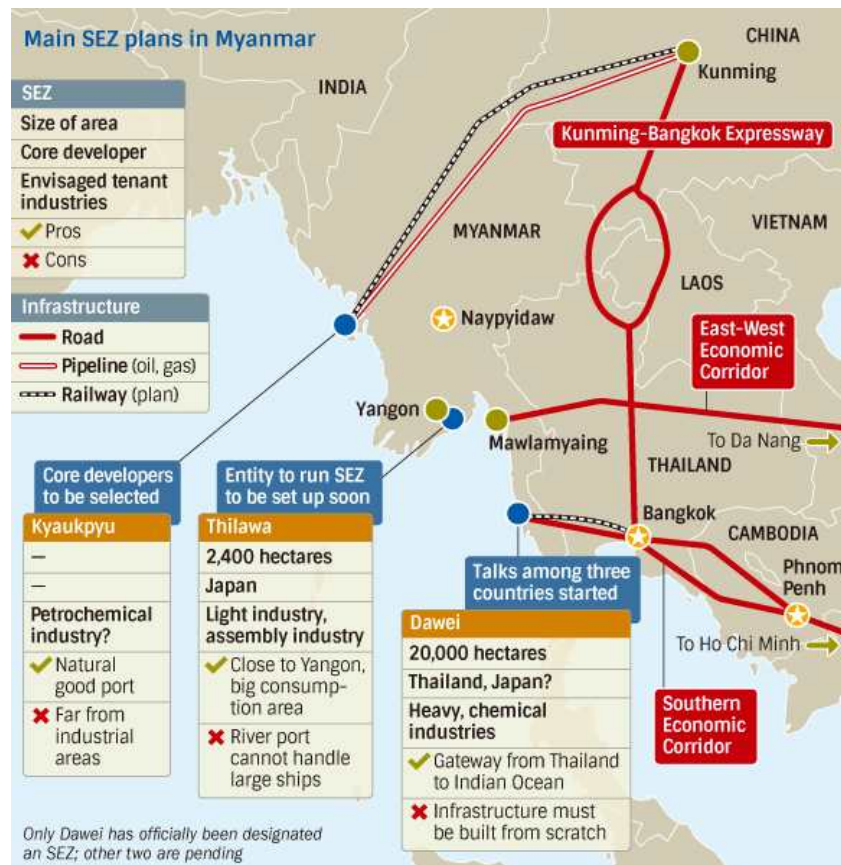 Main SEZ plans in Myanmar
CHINA
Kunming
INDIA
SEZ
Size of area
Core developer
Envisaged tenant
industries
Pros
Cons
Kunming-Bangkok Expressway
MYANMAR
VIETNAM
LAOS
Infrastructure
Road
Pipeline (oil, gas)
Railway (plan)
Naypyidaw
East-West
Economic
Corridor
Yangon
Mawlamyaing
To Da Nang
THAILAND
Bangkok
CAMBODIA
Phnom
Penh
To Ho Chi Minh
Southern
Economic
Corridor
Core developers
to be selected
Kyaukpyu
—
—
Petrochemical
industry?
Natural
good port
Far from
industrial
areas
Entity to run SEZ
to be set up soon
Thilawa
2,400 hectares
Japan
Light industry,
assembly industry
Close to Yangon,
big consump-
tion area
River port
cannot handle
large ships
Talks among three
countries started
Dawei
20,000 hectares
Thailand, Japan?
Heavy, chemical
industries
Gateway from Thailand
to Indian Ocean
Infrastructure must
be built from scratch
Only Dawei has officially been designated
an SEZ; other two are pending